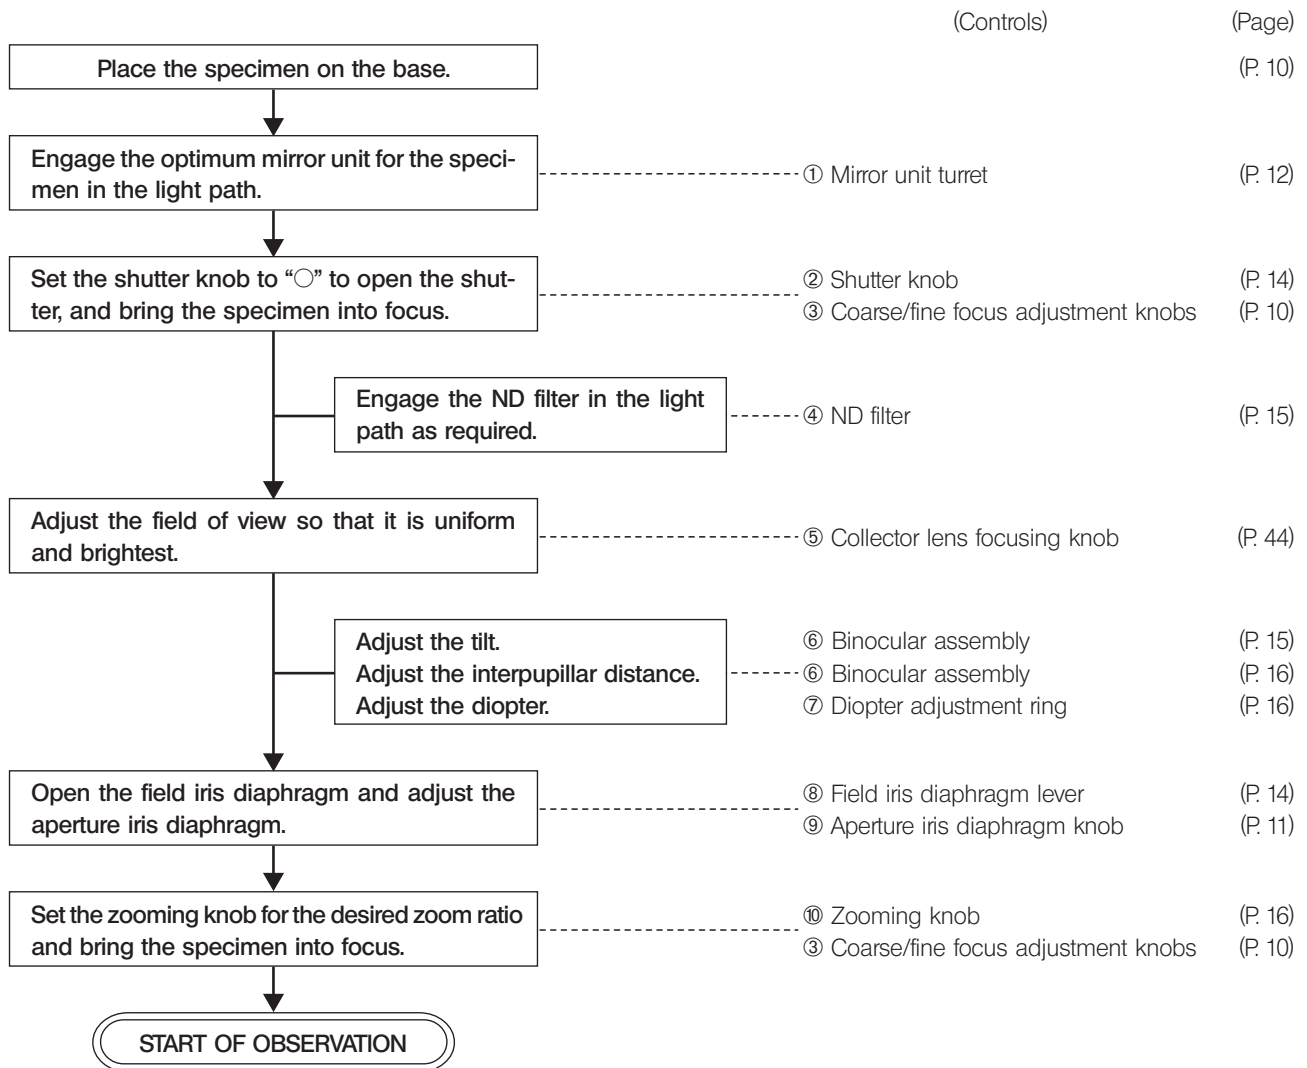 (Controls) (Page)
Place the specimen on the base. (P. 10)
Engage the optimum mirror unit for the speci-
men in the light path.
① Mirror unit turret (P. 12)
Set the shutter knob to “○” to open the shut-
ter, and bring the specimen into focus.
② Shutter knob (P. 14)
③ Coarse/fine focus adjustment knobs (P. 10)
Engage the ND filter in the light
path as required.
④ ND filter (P. 15)
Adjust the field of view so that it is uniform
and brightest.
⑤ Collector lens focusing knob (P. 44)
Adjust the tilt.
Adjust the interpupillar distance.
Adjust the diopter.
⑥ Binocular assembly (P. 15)
⑥ Binocular assembly (P. 16)
⑦ Diopter adjustment ring (P. 16)
Open the field iris diaphragm and adjust the
aperture iris diaphragm.
⑧ Field iris diaphragm lever (P. 14)
⑨ Aperture iris diaphragm knob (P. 11)
Set the zooming knob for the desired zoom ratio
and bring the specimen into focus.
⑩ Zooming knob (P. 16)
③ Coarse/fine focus adjustment knobs (P. 10)
START OF OBSERVATION